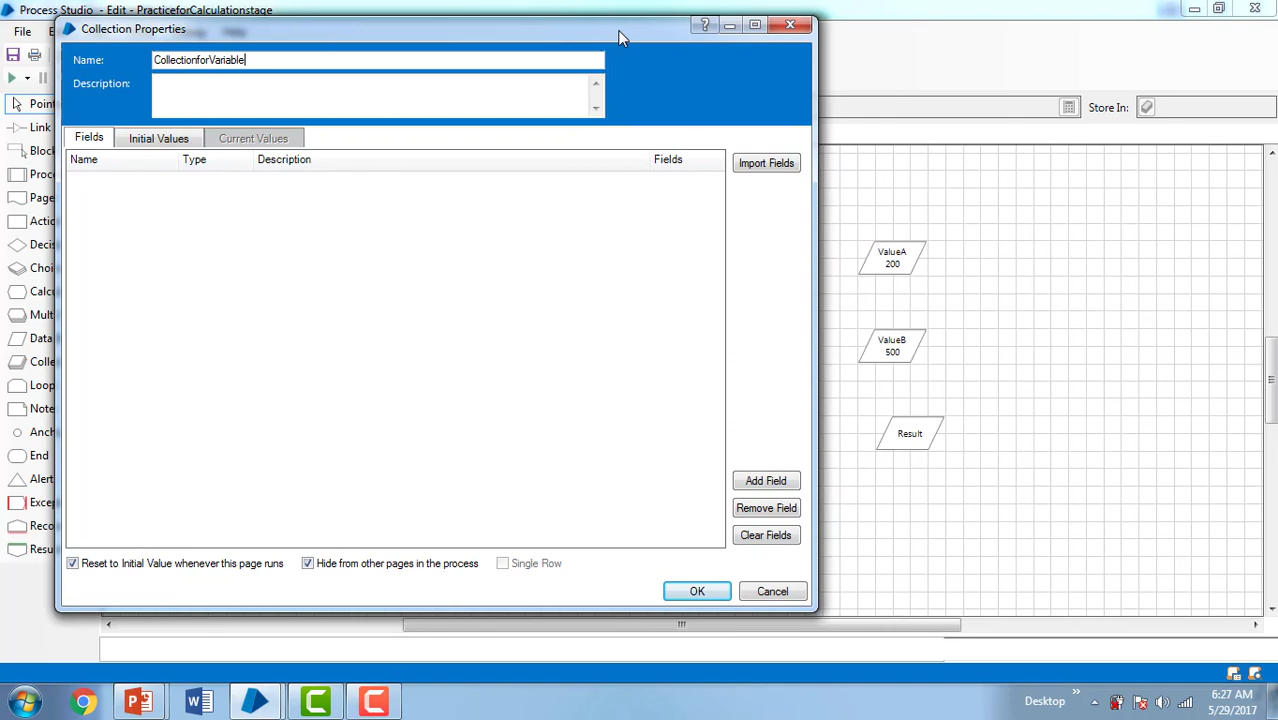 Process Studio - Edit - PracticeforCalculationstage
Collection Properties
File
Help
Name:
CollectionforVariable
Description:
Fields
Initial Values
Current Values
Name
Type
Description
Fields
Import Fields
Add Field
Remove Field
Clear Fields
Reset to Initial Value whenever this page runs
Hide from other pages in the process
Single Row
OK
Cancel
Point
Link
Block
Proc
Page
Actio
Decis
Choi
Calcu
Mult
Data
Colle
Loop
Note
Anch
End
Alert
Excep
Reco
Resu
Store In:
ValueA
200
ValueB
500
Result
Desktop
6:27 AM
5/29/2017